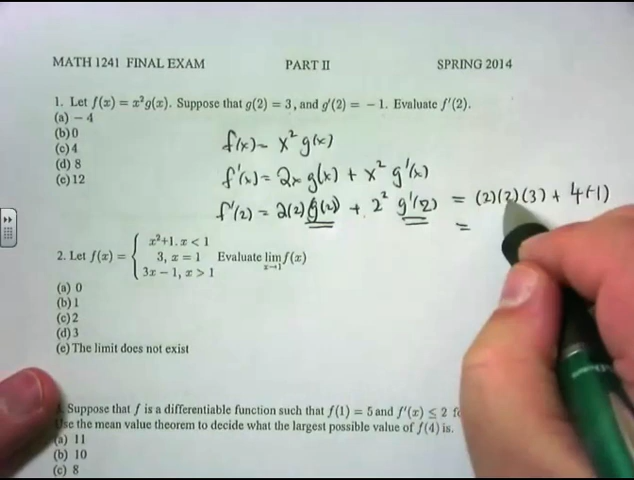 MATH 1241 FINAL EXAM PART II SPRING 2014
1. Let f(x) = x²g(x). Suppose that g(2) = 3, and g′(2) = − 1. Evaluate f′(2).
(a) − 4
(b) 0
(c) 4
(d) 8
(e) 12
f(x) = x² g(x)
f′(x) = 2x g(x) + x² g′(x)
f′(2) = 2(2) g(2) + 2² g′(2) = (2)(2)(3) + 4(-1)
=
2. Let f(x) = { x²+1, x < 1 Evaluate lim f(x)
3, x = 1 x→1
3x − 1, x > 1
(a) 0
(b) 1
(c) 2
(d) 3
(e) The limit does not exist
Suppose that f is a differentiable function such that f(1) = 5 and f′(x) ≤ 2
Use the mean value theorem to decide what the largest possible value of f(4) is.
(a) 11
(b) 10
(c) 8